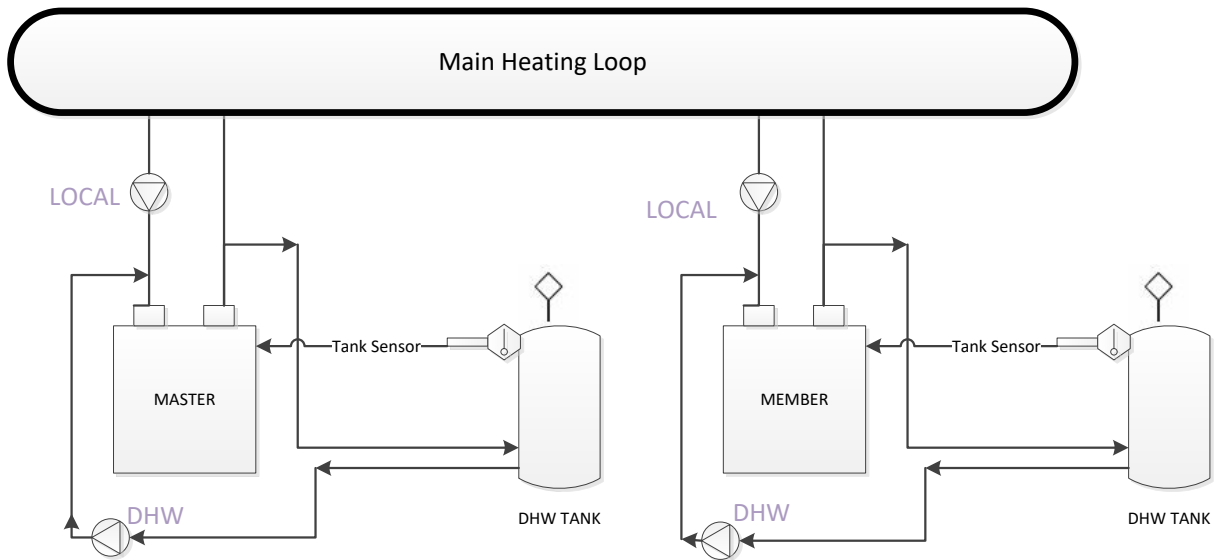 Main Heating Loop
LOCAL
LOCAL
Tank Sensor
Tank Sensor
MASTER
MEMBER
DHW
DHW
DHW TANK
DHW TANK